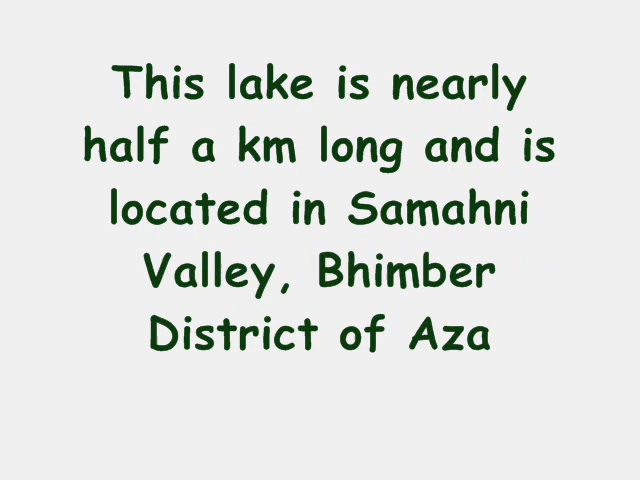 This lake is nearly
half a km long and is
located in Samahni
Valley, Bhimber
District of Aza